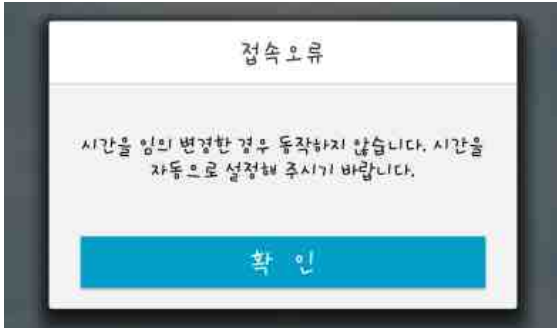 접속오류
시간을 임의 변경한 경우 동작하지 않습니다. 시간을
자동으로 설정해 주시기 바랍니다.
확 인